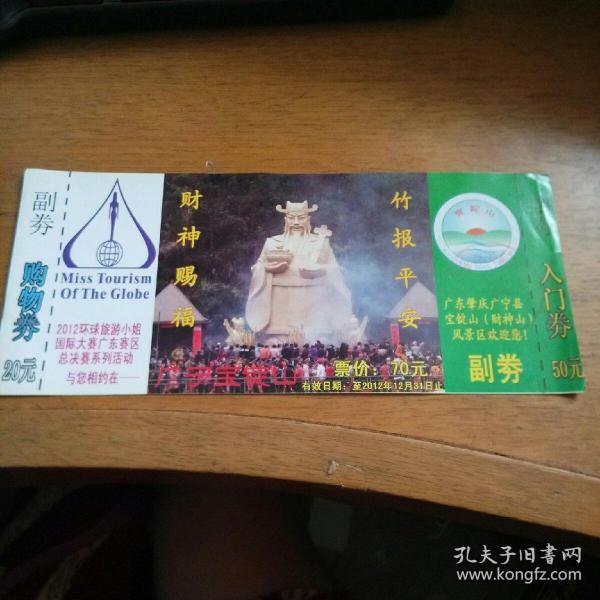 副券
购物券
20元
Miss Tourism
Of The Globe
2012环球旅游小姐
国际大赛广东赛区
总决赛系列活动
与您相约在
财神赐福
竹报平安
广宁宝锭山
票价：70元
有效日期：至2012年12月31日止
宝锭山
广东肇庆广宁县
宝锭山（财神山）
风景区欢迎您！
副券
入门券
50元
孔夫子旧书网
www.kongfz.com